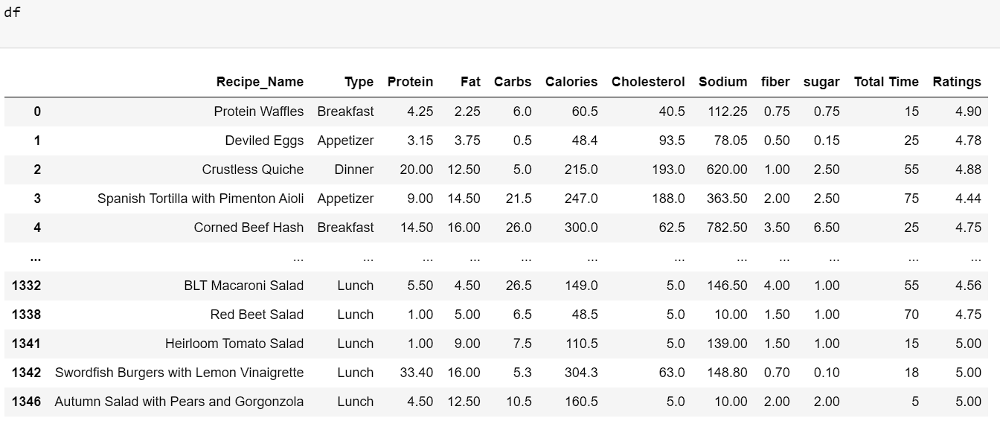 df
Recipe_Name Type Protein Fat Carbs Calories Cholesterol Sodium fiber sugar Total Time Ratings
0 Protein Waffles Breakfast 4.25 2.25 6.0 60.5 40.5 112.25 0.75 0.75 15 4.90
1 Deviled Eggs Appetizer 3.15 3.75 0.5 48.4 93.5 78.05 0.50 0.15 25 4.78
2 Crustless Quiche Dinner 20.00 12.50 5.0 215.0 193.0 620.00 1.00 2.50 55 4.88
3 Spanish Tortilla with Pimenton Aioli Appetizer 9.00 14.50 21.5 247.0 188.0 363.50 2.00 2.50 75 4.44
4 Corned Beef Hash Breakfast 14.50 16.00 26.0 300.0 62.5 782.50 3.50 6.50 25 4.75
... ... ... ... ... ... ... ... ... ... ... ... ...
1332 BLT Macaroni Salad Lunch 5.50 4.50 26.5 149.0 5.0 146.50 4.00 1.00 55 4.56
1338 Red Beet Salad Lunch 1.00 5.00 6.5 48.5 5.0 10.00 1.50 1.00 70 4.75
1341 Heirloom Tomato Salad Lunch 1.00 9.00 7.5 110.5 5.0 139.00 1.50 1.00 15 5.00
1342 Swordfish Burgers with Lemon Vinaigrette Lunch 33.40 16.00 5.3 304.3 63.0 148.80 0.70 0.10 18 5.00
1346 Autumn Salad with Pears and Gorgonzola Lunch 4.50 12.50 10.5 160.5 5.0 10.00 2.00 2.00 5 5.00